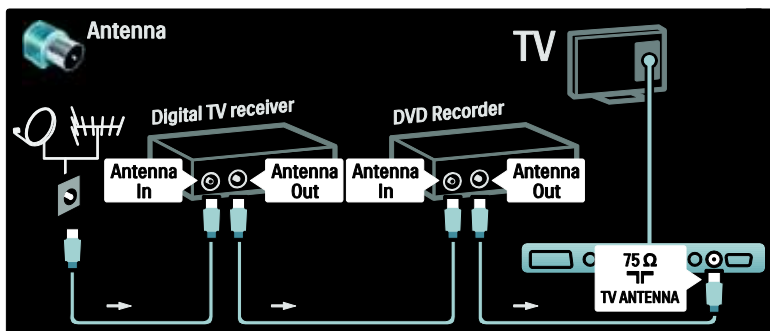 Antenna
TV
Digital TV receiver
DVD Recorder
Antenna
In
Antenna
Out
Antenna
In
Antenna
Out
75 Ω
TV ANTENNA